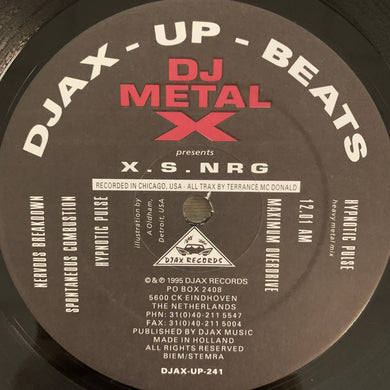 DJAX - UP - BEATS
DJ
METAL
X
presents
X.S.NRG
RECORDED IN CHICAGO, USA - ALL TRAX BY TERRANCE MC DONALD
NERVOUS BREAKDOWN
SPONTANEOUS COMBUSTION
HYPNOTIC PULSE
illustration by
A Oldham,
Detroit, USA
MAXIMUM OVERDRIVE
12.01 AM
HYPNOTIC PULSE
heavy metal mix
DJAX RECORDS
© & ℗ 1995 DJAX RECORDS
PO BOX 2408
5600 CK EINDHOVEN
THE NETHERLANDS
PHN: 31(0)40-211 5547
FAX: 31(0)40-211 5004
PUBLISHED BY DJAX MUSIC
MADE IN HOLLAND
ALL RIGHTS RESERVED
BIEM/STEMRA
DJAX-UP-241